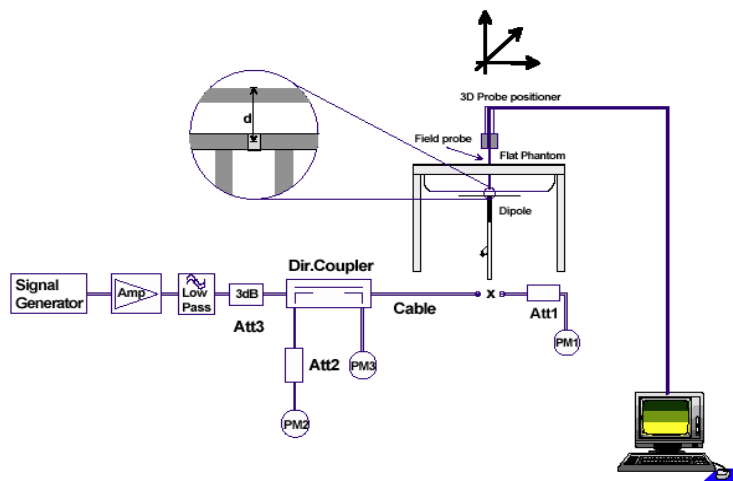 3D Probe positioner
d
Field probe
Flat Phantom
Dipole
Dir.Coupler
Signal
Generator
Amp
Low
Pass
3dB
Att3
Cable
x
Att1
PM1
Att2
PM3
PM2